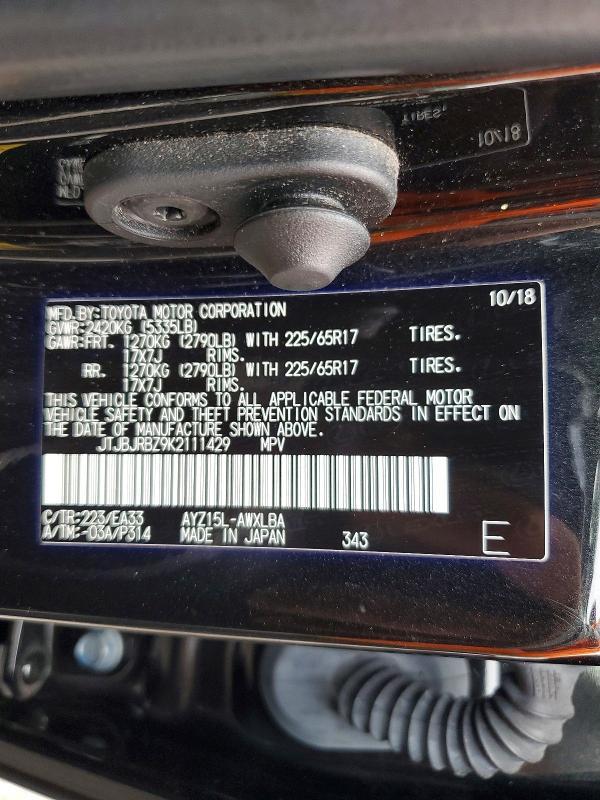 TIRES.
10/18
10/18
MFD.BY:TOYOTA MOTOR CORPORATION
GVWR:2420KG (5335LB)
GAWR:FRT. 1270KG (2790LB) WITH 225/65R17 TIRES.
17X7J RIMS.
RR. 1270KG (2790LB) WITH 225/65R17 TIRES.
17X7J RIMS.
THIS VEHICLE CONFORMS TO ALL APPLICABLE FEDERAL MOTOR
VEHICLE SAFETY AND THEFT PREVENTION STANDARDS IN EFFECT ON
THE DATE OF MANUFACTURE SHOWN ABOVE.
JTJBJRBZ9K2111429 MPV
C/TR:223/EA33 AYZ15L-AWXLBA
A/TM:-03A/P314 MADE IN JAPAN 343 E